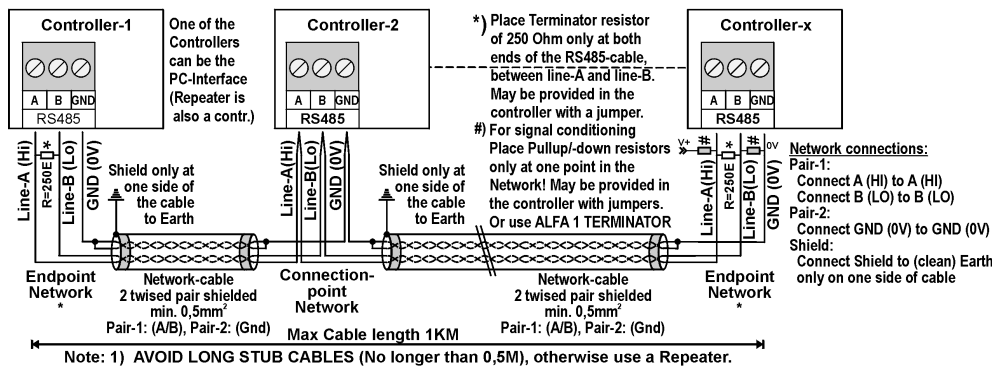 Controller-1
One of the
Controllers
can be the
PC-Interface
(Repeater is
also a contr.)
A B GND
RS485
Line-A (Hi)
R=250E
*
Line-B (Lo)
GND (0V)
Shield only at
one side of
the cable
to Earth
Endpoint
Network
*
Network-cable
2 twised pair shielded
min. 0,5mm²
Pair-1: (A/B), Pair-2: (Gnd)
Controller-2
A B GND
RS485
Line-A(Hi)
Line-B(Lo)
GND (0V)
Shield only at
one side of
the cable
to Earth
Connection-
point
Network
*) Place Terminator resistor
of 250 Ohm only at both
ends of the RS485-cable,
between line-A and line-B.
May be provided in the
controller with a jumper.
#) For signal conditioning
Place Pullup/-down resistors
only at one point in the
Network! May be provided in
the controller with jumpers.
Or use ALFA 1 TERMINATOR
Network-cable
2 twised pair shielded
min. 0,5mm²
Pair-1: (A/B), Pair-2: (Gnd)
Controller-x
A B GND
RS485
V+
#
*
#
0V
Line-A(Hi)
R=250E
Line-B(Lo)
GND (0V)
Endpoint
Network
*
Network connections:
Pair-1:
Connect A (HI) to A (HI)
Connect B (LO) to B (LO)
Pair-2:
Connect GND (0V) to GND (0V)
Shield:
Connect Shield to (clean) Earth
only on one side of cable
Max Cable length 1KM
Note: 1) AVOID LONG STUB CABLES (No longer than 0,5M), otherwise use a Repeater.